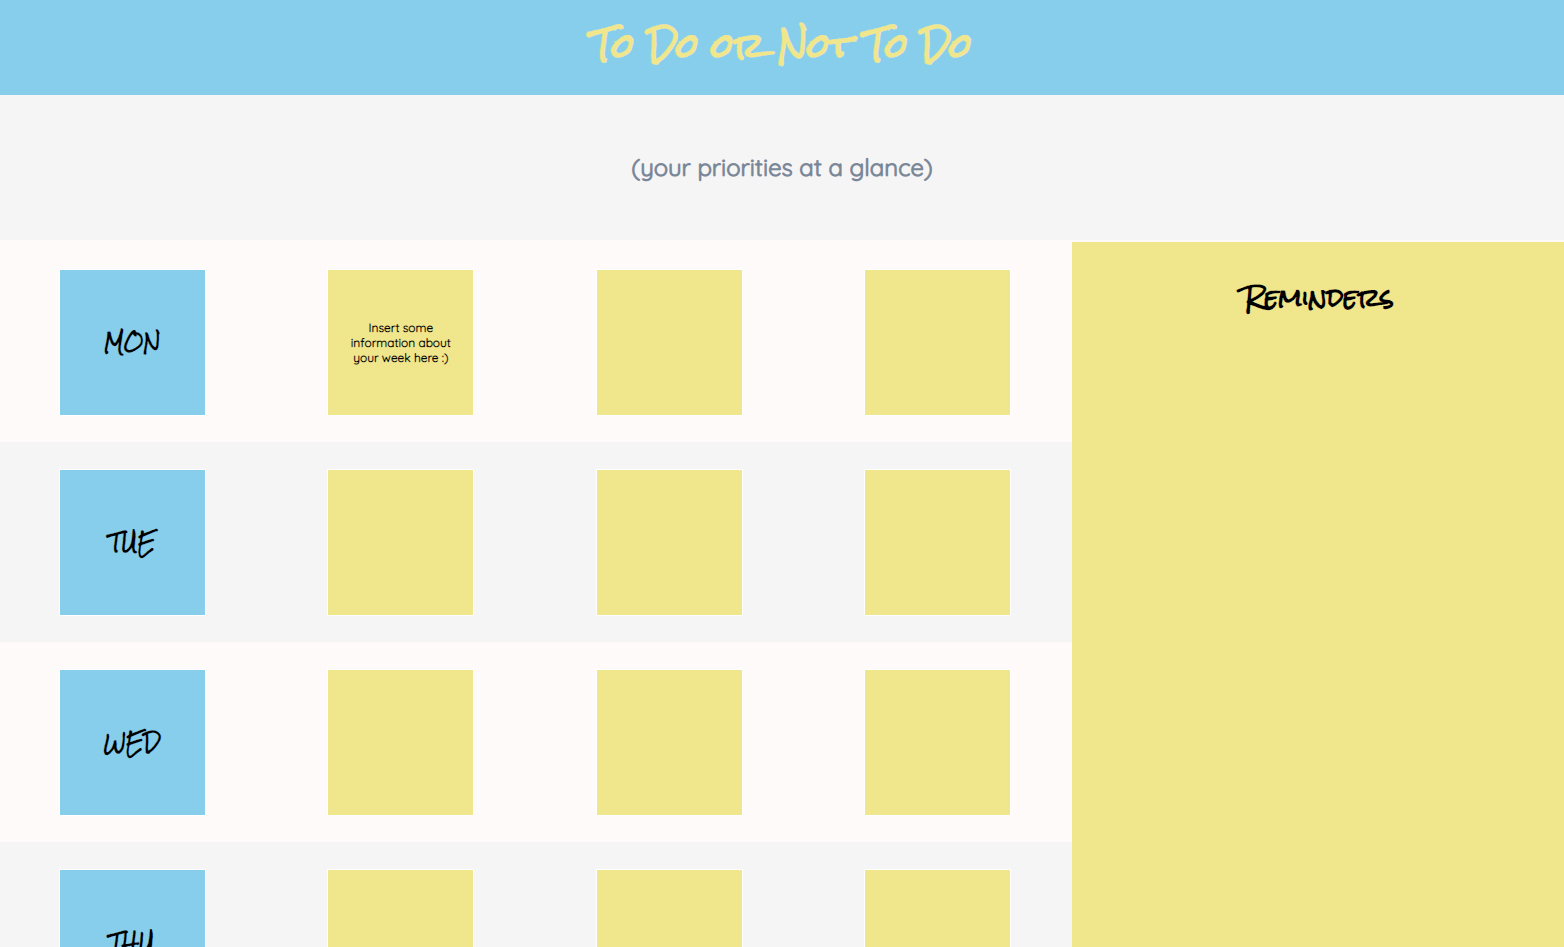 To Do or Not To Do
(your priorities at a glance)
MON
Insert some
information about
your week here :)
Reminders
TUE
WED
THU